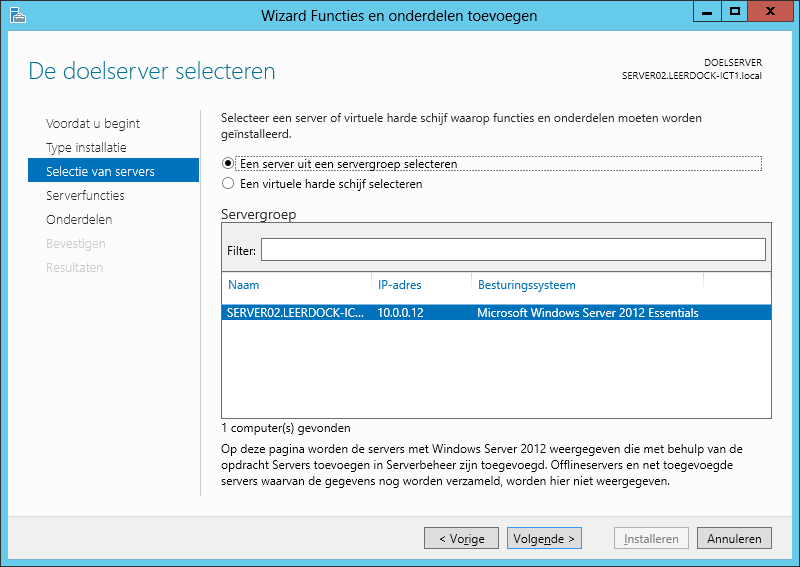 Wizard Functies en onderdelen toevoegen
De doelserver selecteren
DOELSERVER
SERVER02.LEERDOCK-ICT1.local
Voordat u begint
Type installatie
Selectie van servers
Serverfuncties
Onderdelen
Bevestigen
Resultaten
Selecteer een server of virtuele harde schijf waarop functies en onderdelen moeten worden
geïnstalleerd.
Een server uit een servergroep selecteren
Een virtuele harde schijf selecteren
Servergroep
Filter:
Naam IP-adres Besturingssysteem
SERVER02.LEERDOCK-IC... 10.0.0.12 Microsoft Windows Server 2012 Essentials
1 computer(s) gevonden
Op deze pagina worden de servers met Windows Server 2012 weergegeven die met behulp van de
opdracht Servers toevoegen in Serverbeheer zijn toegevoegd. Offlineservers en net toegevoegde
servers waarvan de gegevens nog worden verzameld, worden hier niet weergegeven.
< Vorige Volgende > Installeren Annuleren